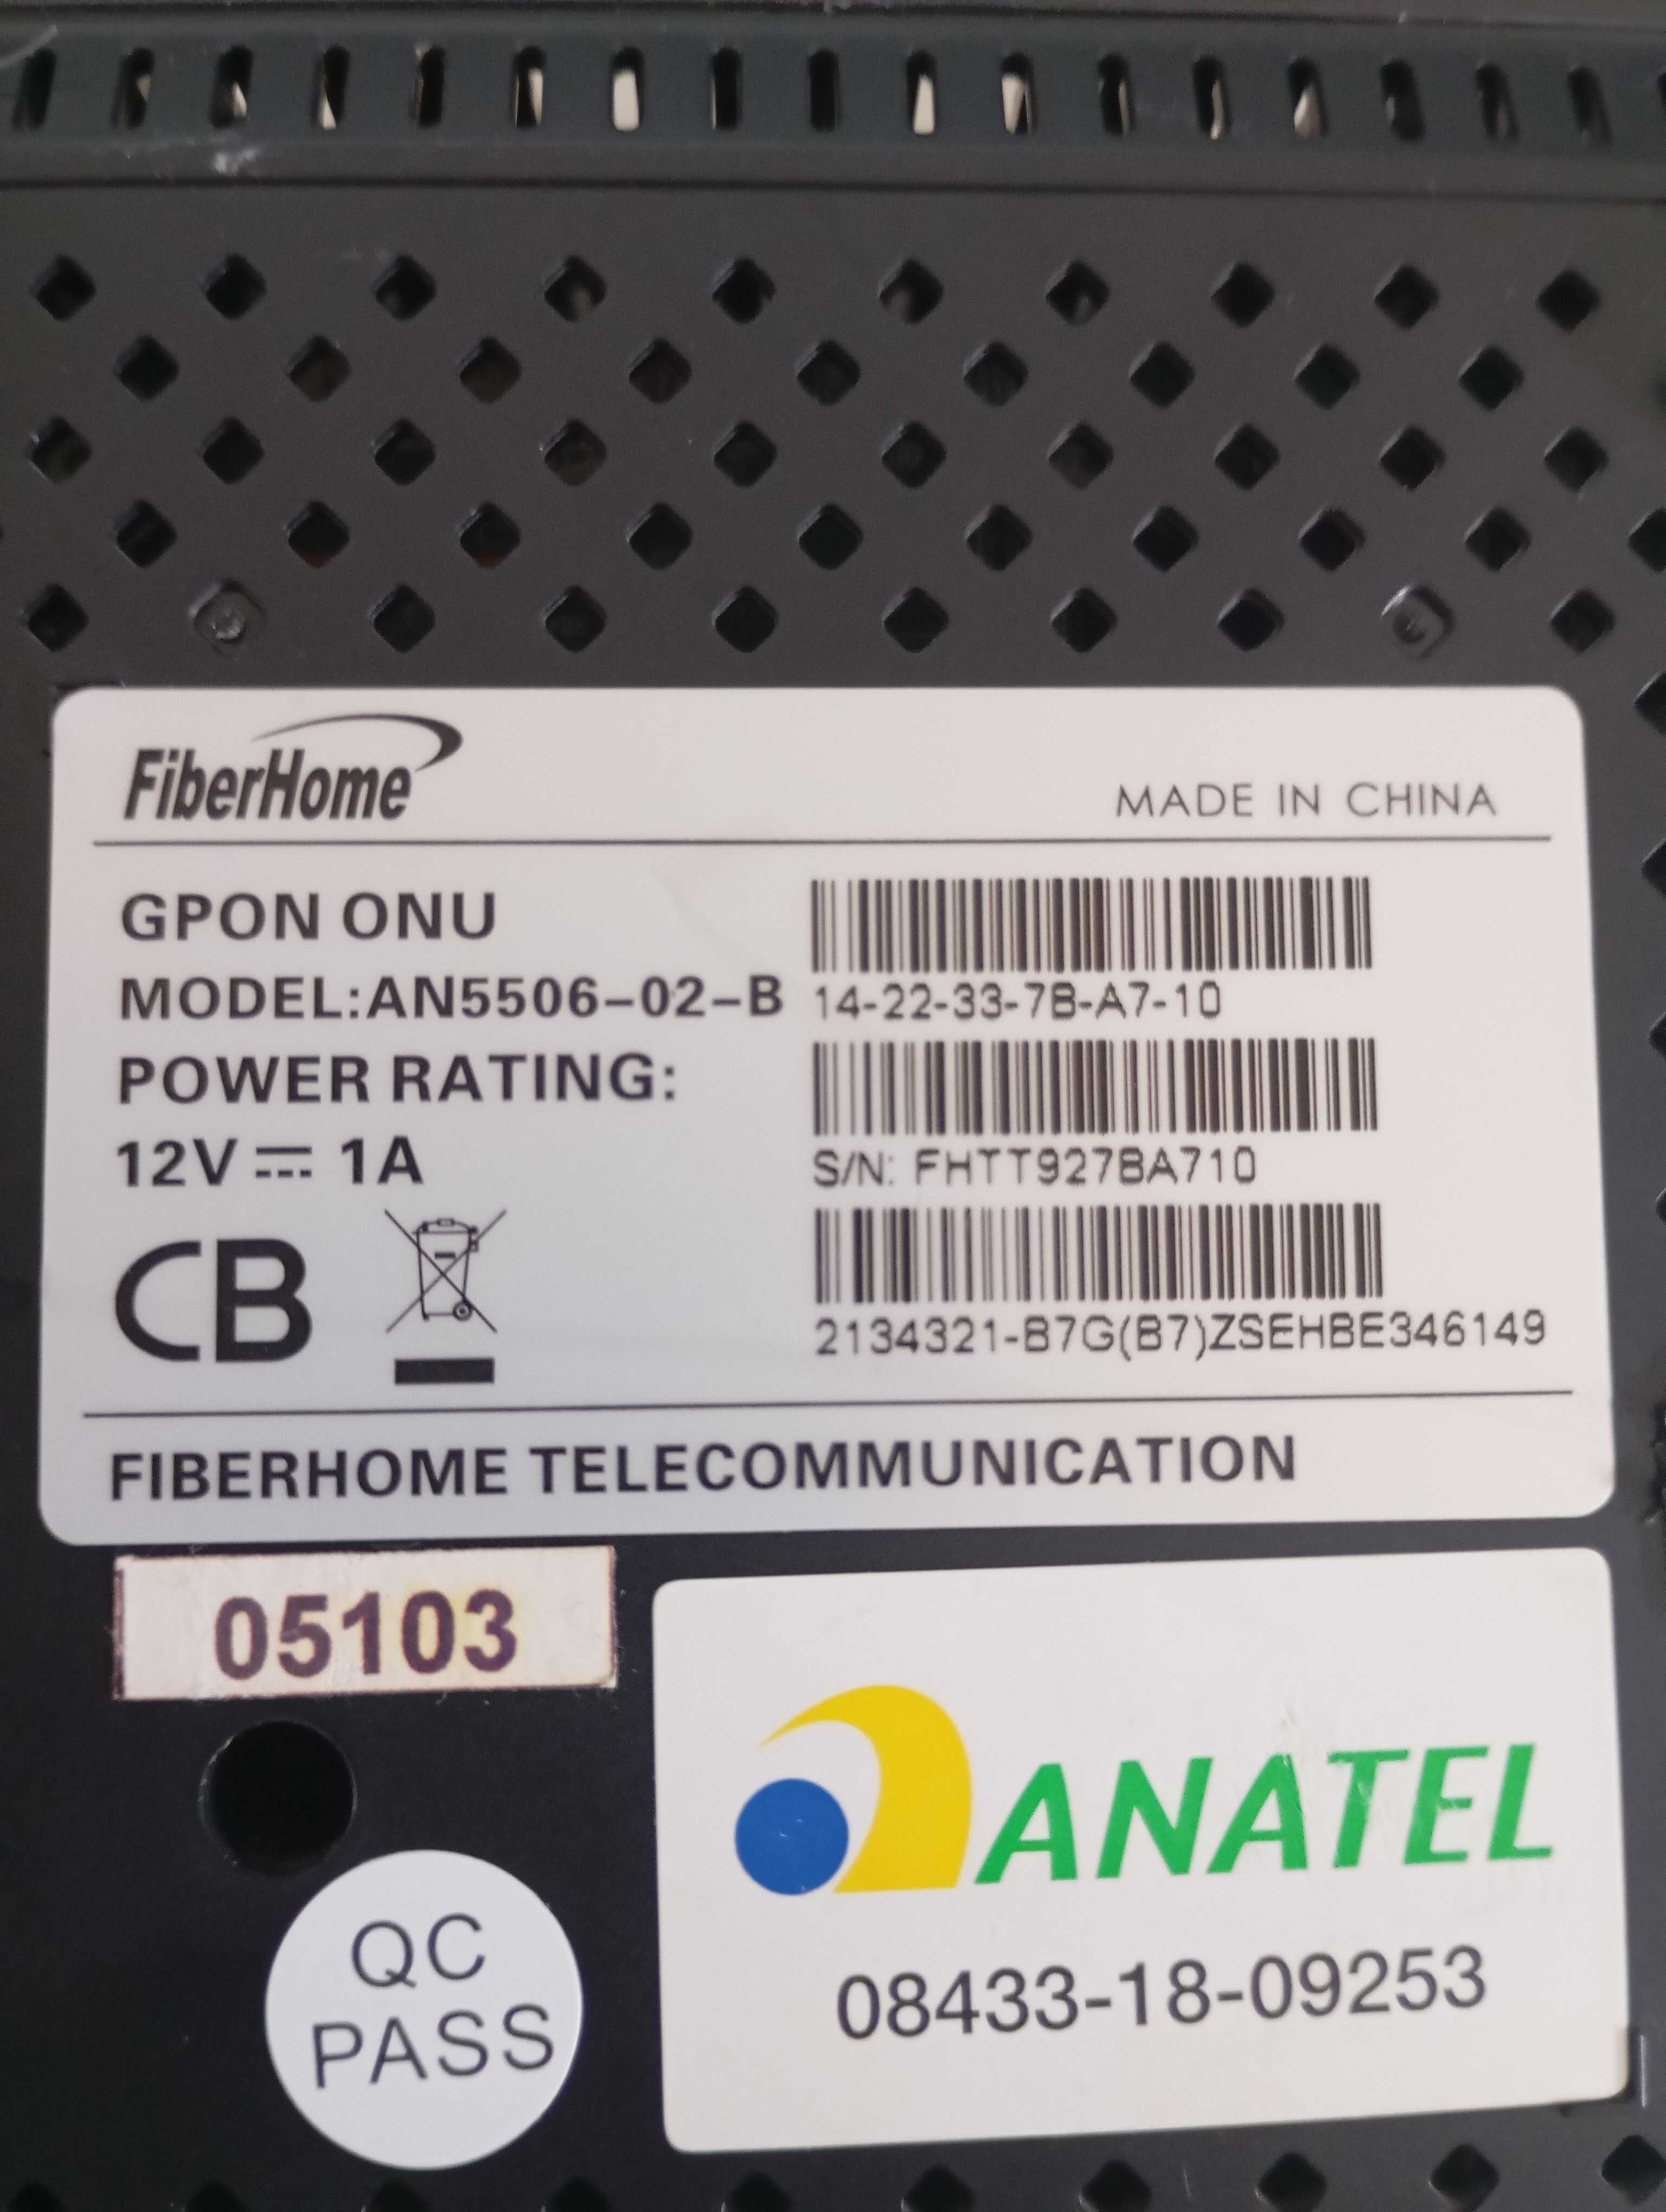 FiberHome
MADE IN CHINA
GPON ONU
MODEL:AN5506-02-B
14-22-33-7B-A7-10
POWER RATING:
12V 1A
S/N: FHTT927BA710
CB
2134321-B7G(B7)ZSEHBE346149
FIBERHOME TELECOMMUNICATION
05103
ANATEL
08433-18-09253
QC
PASS